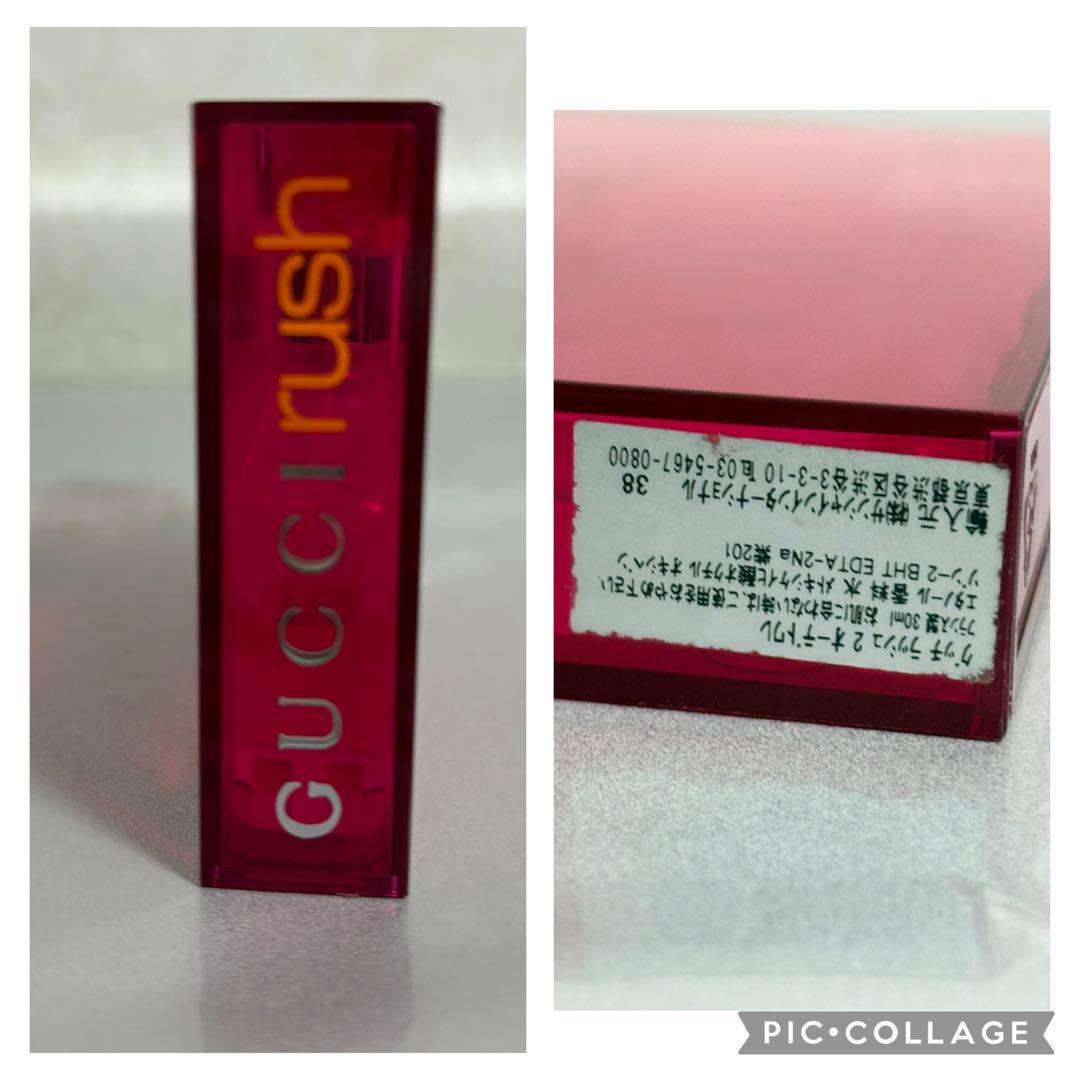 GUCCI rush
グッチ ラッシュ 2 オーデトワレ
フランス製 30ml お肌に合わない時は、ご使用をおやめ下さい。
エタノール 香料 水 メトキシケイヒ酸オクチル オキシベン
ゾン-2 BHT EDTA-2Na 紫201
輸入元 ㈱サンシャインインターナショナル 38
東京都渋谷区渋谷3-3-10 ℡03-5467-0800
PIC•COLLAGE